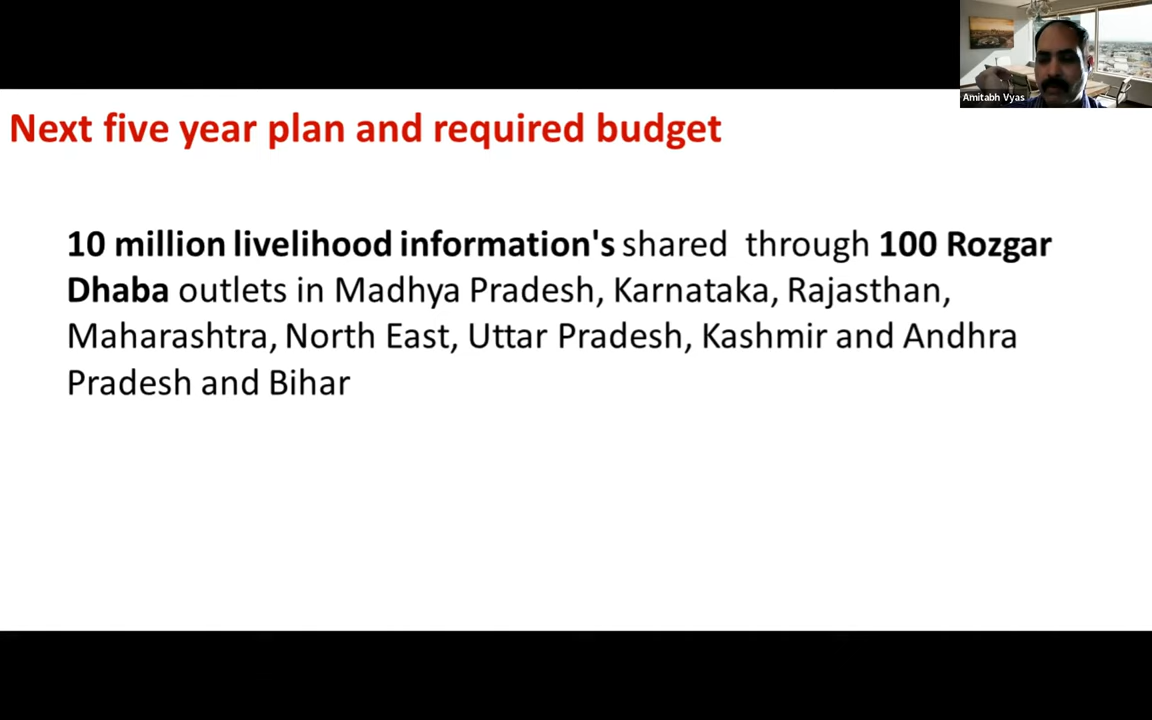 Amitabh Vyas
Next five year plan and required budget
10 million livelihood information's shared through 100 Rozgar
Dhaba outlets in Madhya Pradesh, Karnataka, Rajasthan,
Maharashtra, North East, Uttar Pradesh, Kashmir and Andhra
Pradesh and Bihar